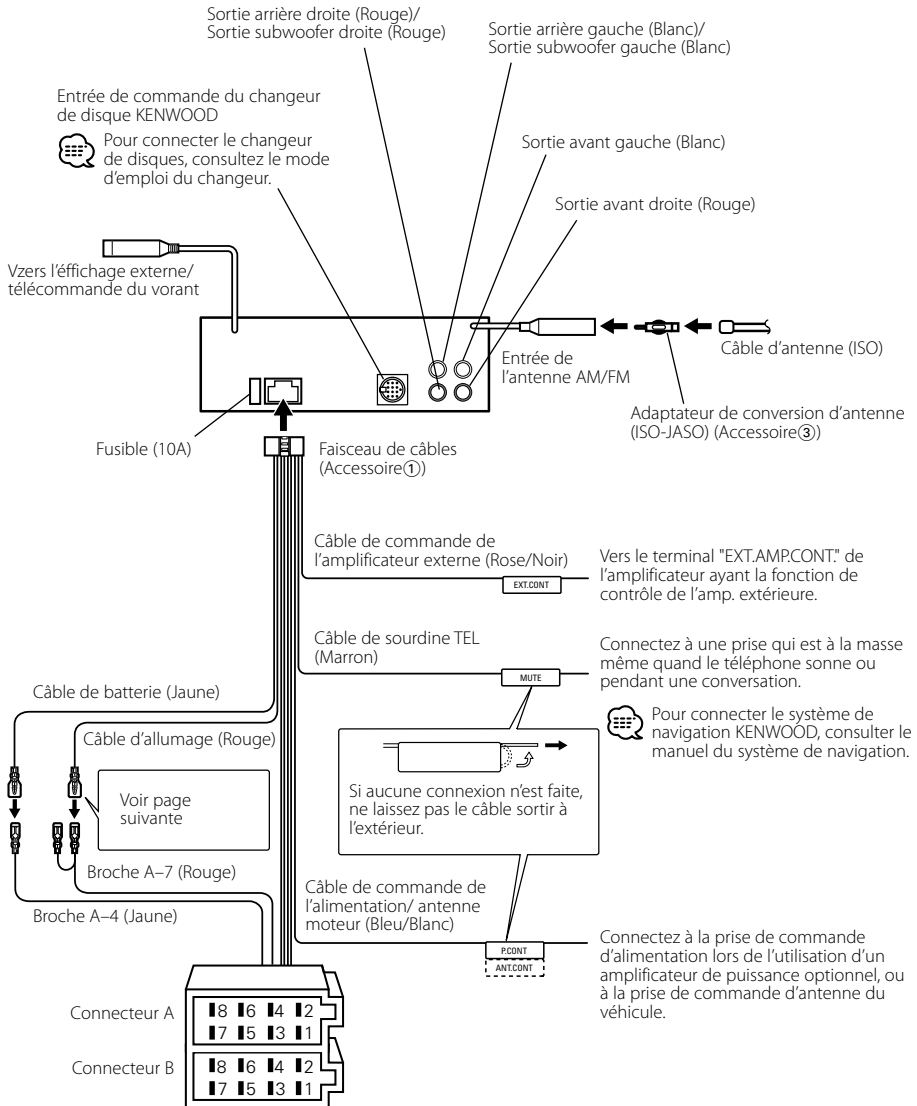 Sortie arrière droite (Rouge)/
Sortie subwoofer droite (Rouge)
Sortie arrière gauche (Blanc)/
Sortie subwoofer gauche (Blanc)
Entrée de commande du changeur
de disque KENWOOD
Pour connecter le changeur
de disques, consultez le mode
d'emploi du changeur.
Sortie avant gauche (Blanc)
Sortie avant droite (Rouge)
Vzers l'éffichage externe/
télécommande du vorant
Entrée de
l'antenne AM/FM
Câble d'antenne (ISO)
Adaptateur de conversion d'antenne
(ISO-JASO) (Accessoire③)
Fusible (10A)
Faisceau de câbles
(Accessoire①)
Câble de commande de
l'amplificateur externe (Rose/Noir)
EXT.CONT
Vers le terminal "EXT.AMP.CONT." de
l'amplificateur ayant la fonction de
contrôle de l'amp. extérieure.
Câble de sourdine TEL
(Marron)
MUTE
Connectez à une prise qui est à la masse
même quand le téléphone sonne ou
pendant une conversation.
Pour connecter le système de
navigation KENWOOD, consulter le
manuel du système de navigation.
Câble de batterie (Jaune)
Câble d'allumage (Rouge)
Voir page
suivante
Si aucune connexion n'est faite,
ne laissez pas le câble sortir à
l'extérieur.
Broche A–7 (Rouge)
Broche A–4 (Jaune)
Câble de commande de
l'alimentation/ antenne
moteur (Bleu/Blanc)
P.CONT
ANT.CONT
Connectez à la prise de commande
d'alimentation lors de l'utilisation d'un
amplificateur de puissance optionnel, ou
à la prise de commande d'antenne du
véhicule.
Connecteur A
8 6 4 2
7 5 3 1
Connecteur B
8 6 4 2
7 5 3 1